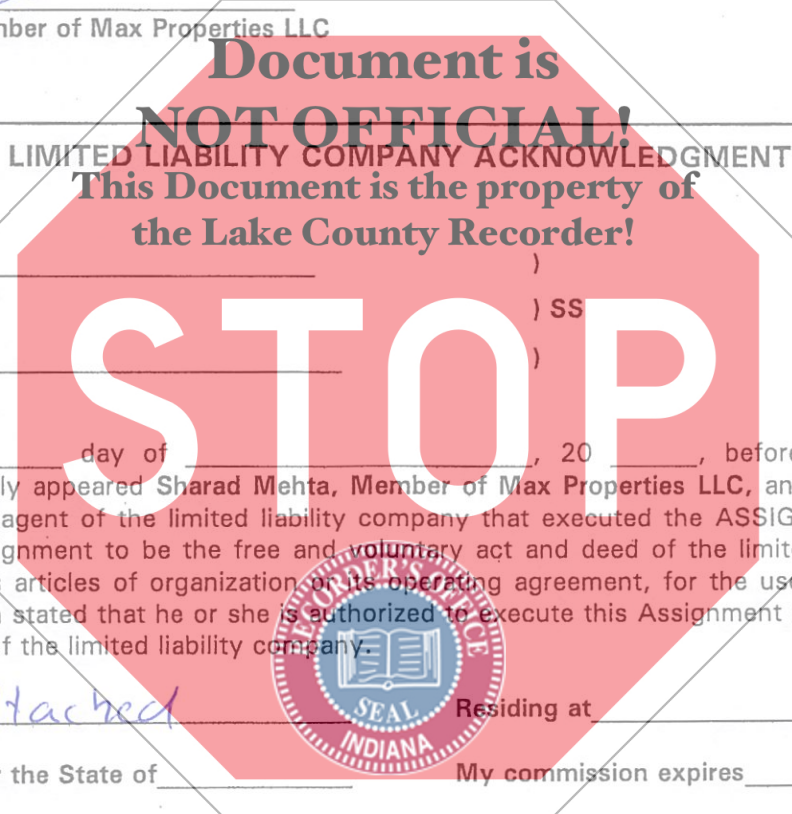 mber of Max Properties LLC
Document is
NOT OFFICIAL!
LIMITED LIABILITY COMPANY ACKNOWLEDGMENT
This Document is the property of
the Lake County Recorder!
)
) SS
)
STOP
day of , 20 , before
ly appeared Sharad Mehta, Member of Max Properties LLC, an
agent of the limited liability company that executed the ASSIG
gnment to be the free and voluntary act and deed of the limite
articles of organization or its operating agreement, for the use
stated that he or she is authorized to execute this Assignment
f the limited liability company.
RECORDER'S OFFICE
SEAL
INDIANA
tached Residing at
the State of My commission expires